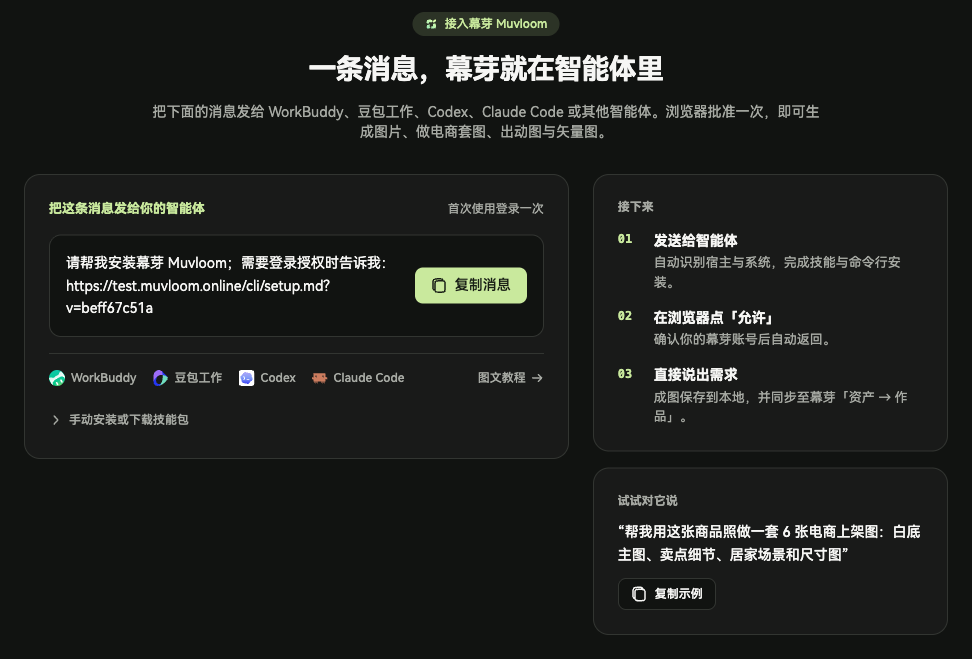 接入幕芽 Muvloom
一条消息，幕芽就在智能体里
把下面的消息发给 WorkBuddy、豆包工作、Codex、Claude Code 或其他智能体。浏览器批准一次，即可生
成图片、做电商套图、出动图与矢量图。
把这条消息发给你的智能体
首次使用登录一次
请帮我安装幕芽 Muvloom；需要登录授权时告诉我：
https://test.muvloom.online/cli/setup.md?
v=beff67c51a
复制消息
WorkBuddy
豆包工作
Codex
Claude Code
图文教程 →
手动安装或下载技能包
接下来
01
发送给智能体
自动识别宿主与系统，完成技能与命令行安
装。
02
在浏览器点「允许」
确认你的幕芽账号后自动返回。
03
直接说出需求
成图保存到本地，并同步至幕芽「资产 → 作
品」。
试试对它说
“帮我用这张商品照做一套 6 张电商上架图：白底
主图、卖点细节、居家场景和尺寸图”
复制示例